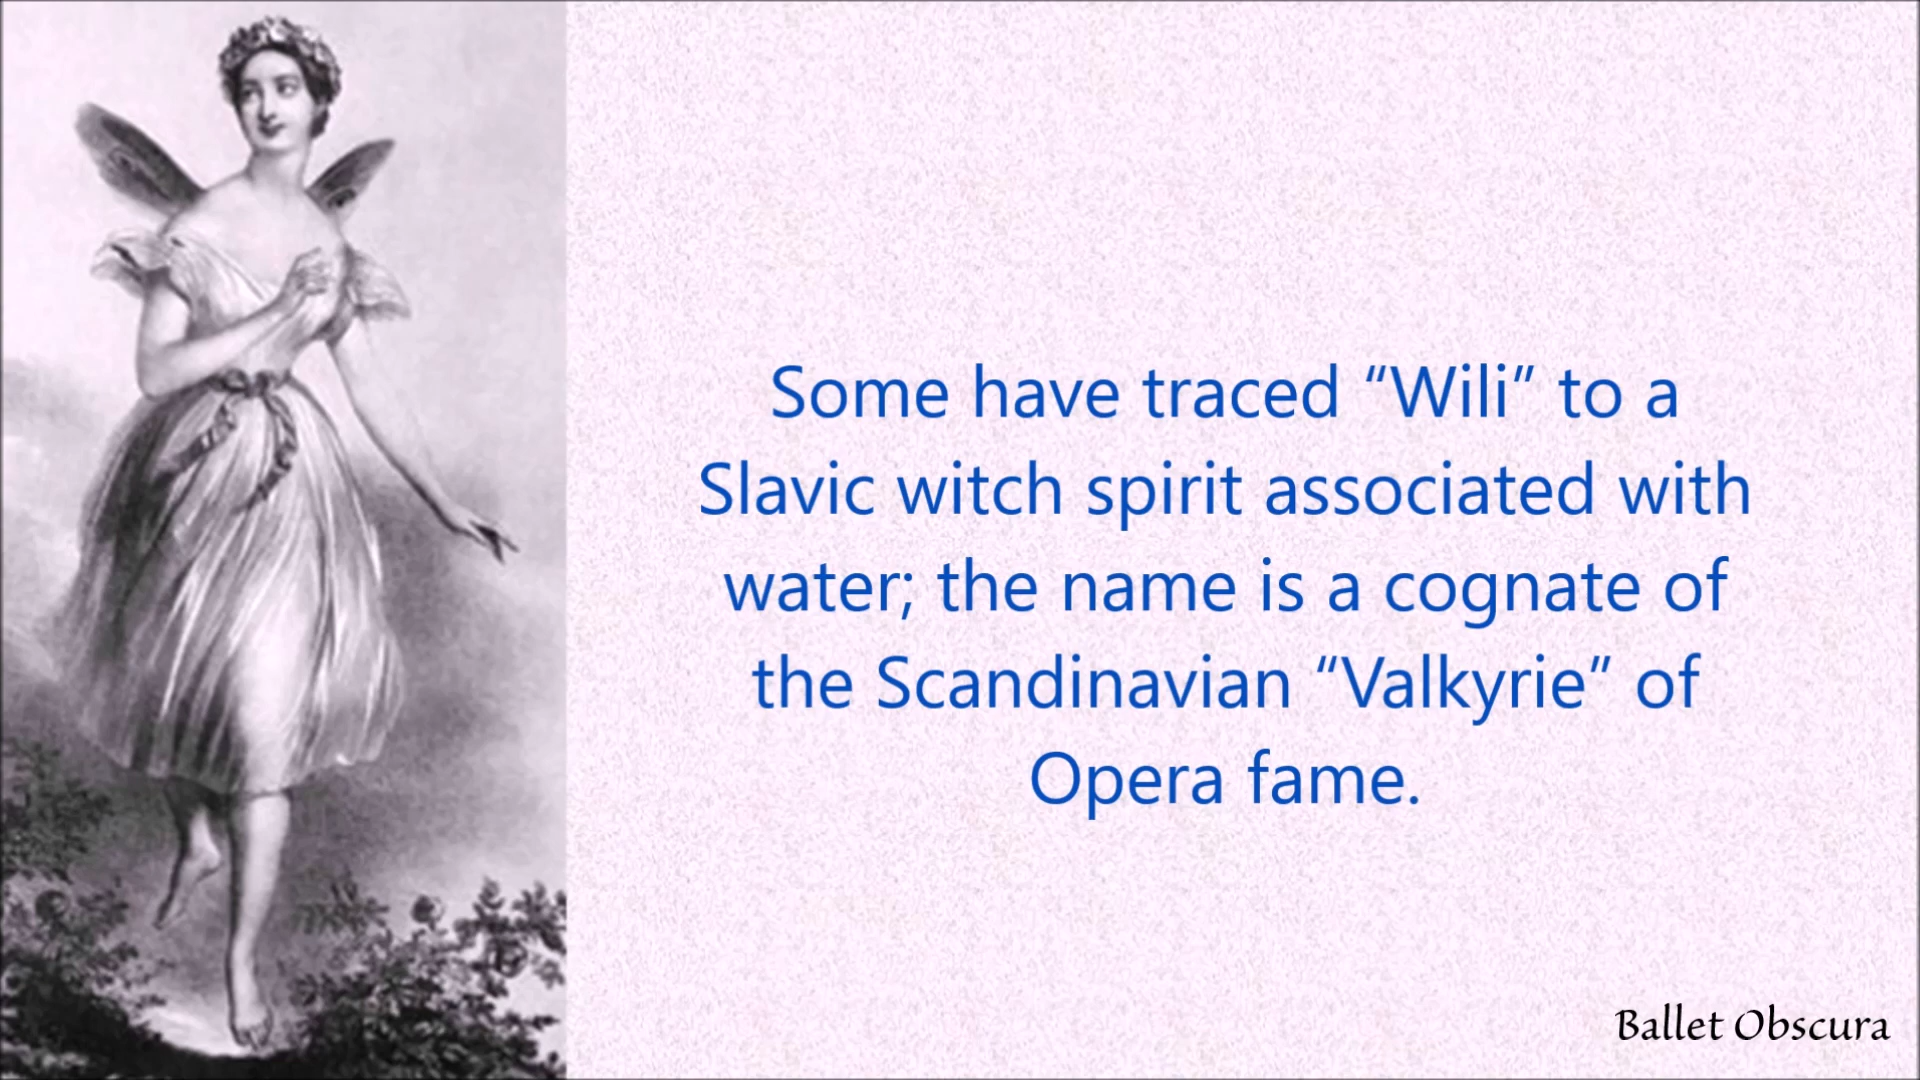 Some have traced “Wili” to a
Slavic witch spirit associated with
water; the name is a cognate of
the Scandinavian “Valkyrie” of
Opera fame.
Ballet Obscura